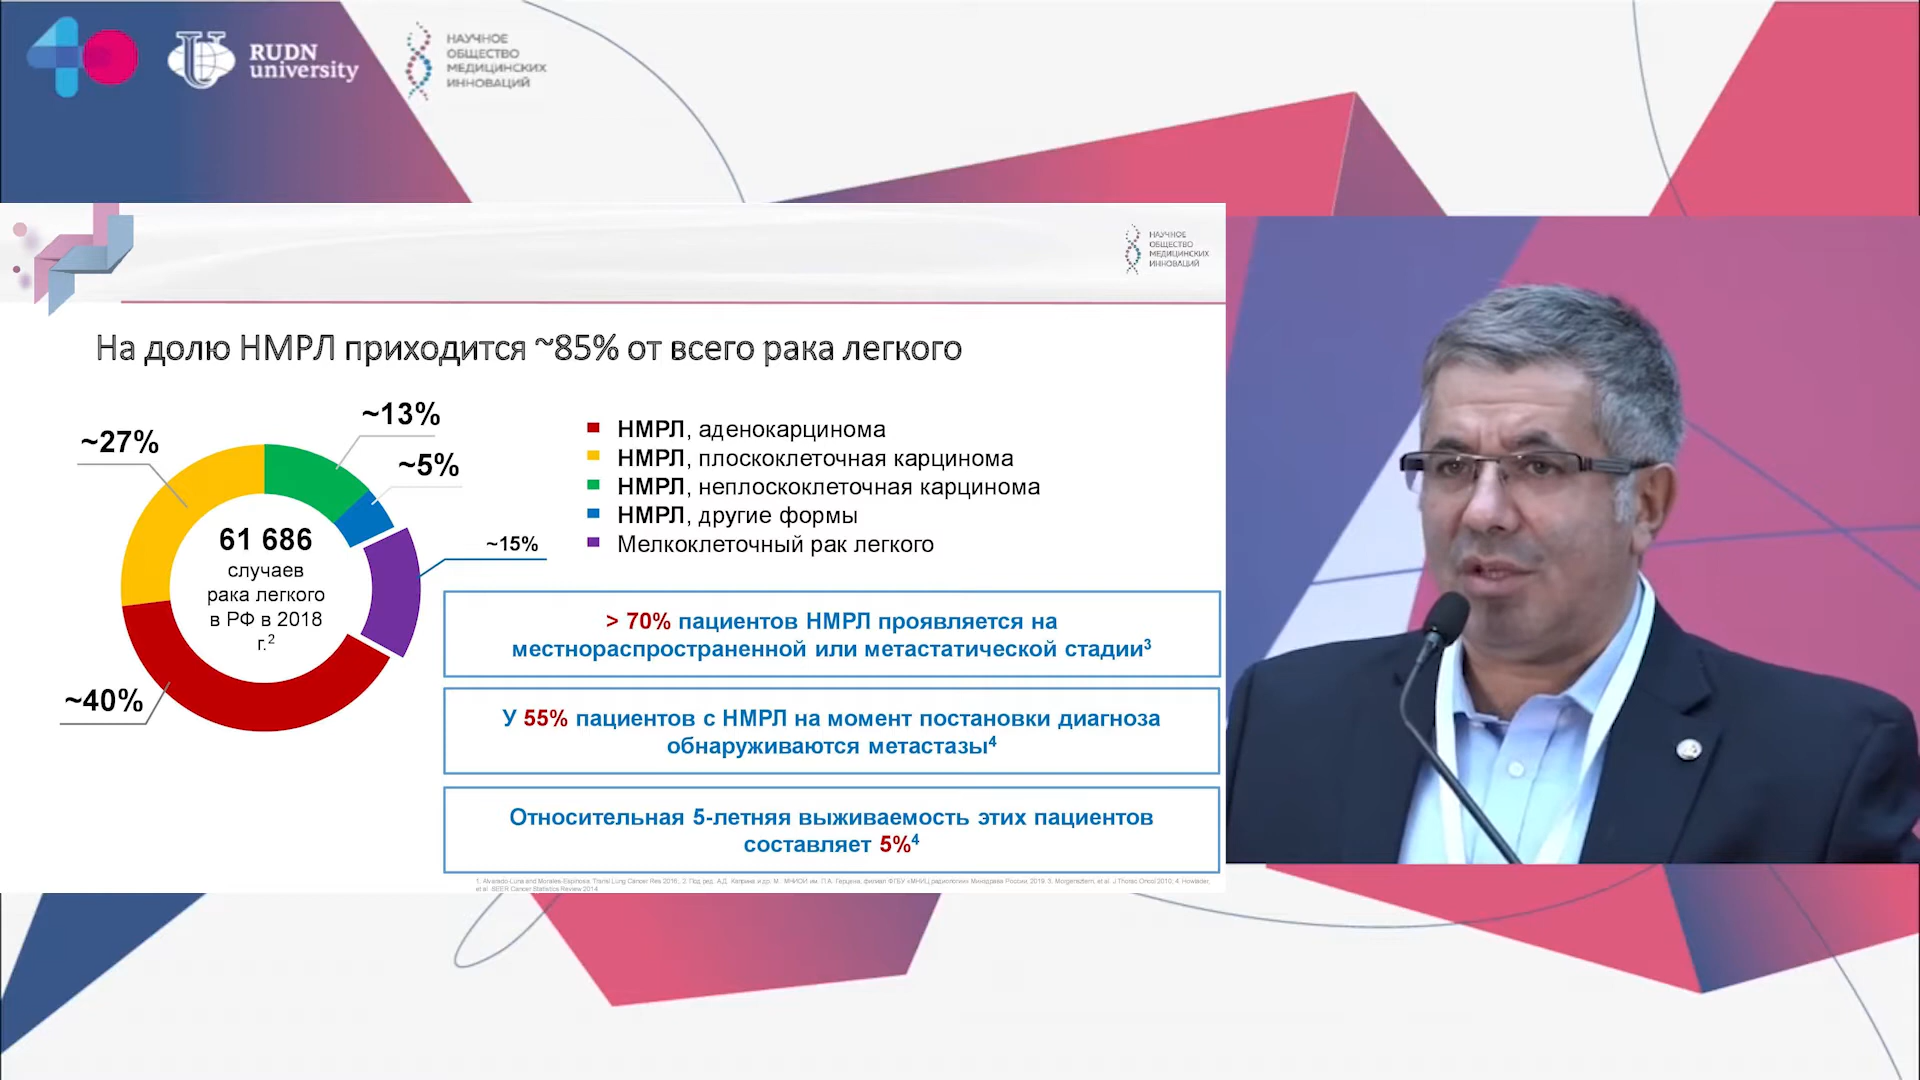 RUDN
university
НАУЧНОЕ
ОБЩЕСТВО
МЕДИЦИНСКИХ
ИННОВАЦИЙ
НАУЧНОЕ
ОБЩЕСТВО
МЕДИЦИНСКИХ
ИННОВАЦИЙ
На долю НМРЛ приходится ~85% от всего рака легкого
~13%
~27%
~5%
~15%
~40%
61 686
случаев
рака легкого
в РФ в 2018
г.2
НМРЛ, аденокарцинома
НМРЛ, плоскоклеточная карцинома
НМРЛ, неплоскоклеточная карцинома
НМРЛ, другие формы
Мелкоклеточный рак легкого
> 70% пациентов НМРЛ проявляется на
местнораспространенной или метастатической стадии3
У 55% пациентов с НМРЛ на момент постановки диагноза
обнаруживаются метастазы4
Относительная 5-летняя выживаемость этих пациентов
составляет 5%4